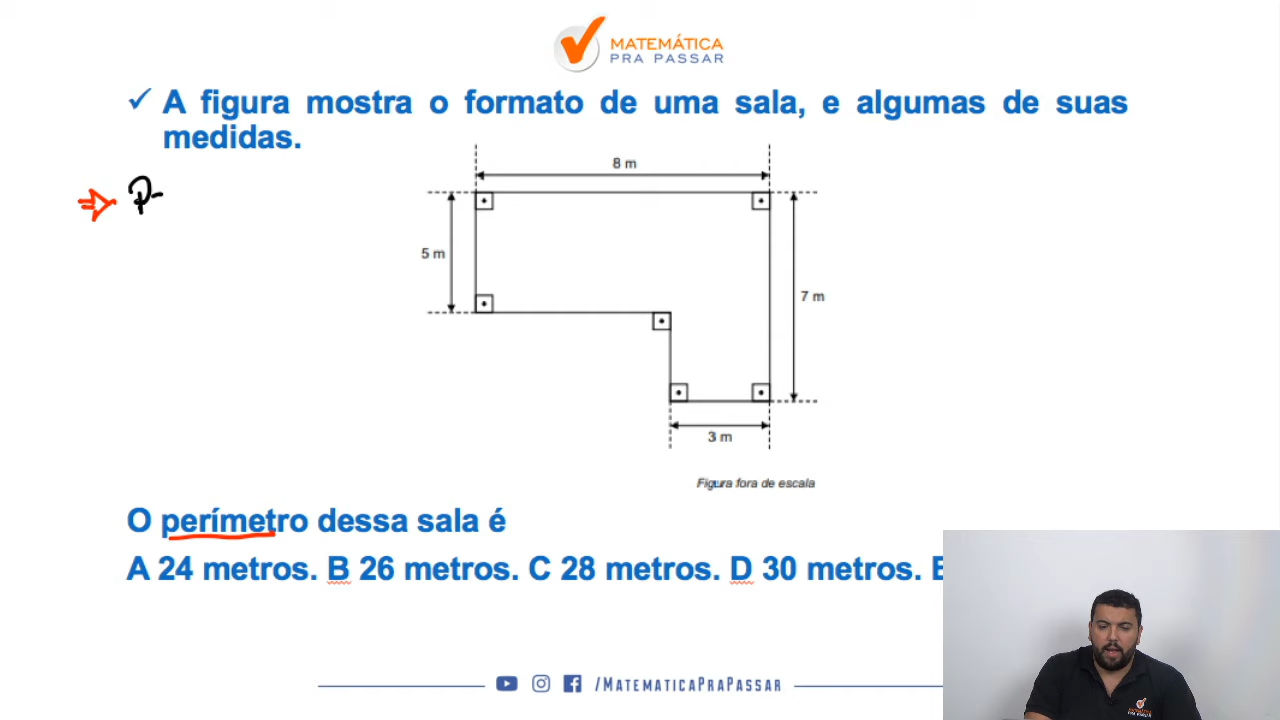 MATEMÁTICA
PRA PASSAR
✓ A figura mostra o formato de uma sala, e algumas de suas
medidas.
8 m
5 m
7 m
3 m
Figura fora de escala
O perímetro dessa sala é
A 24 metros. B 26 metros. C 28 metros. D 30 metros. E
/MATEMATICAPRAPASSAR